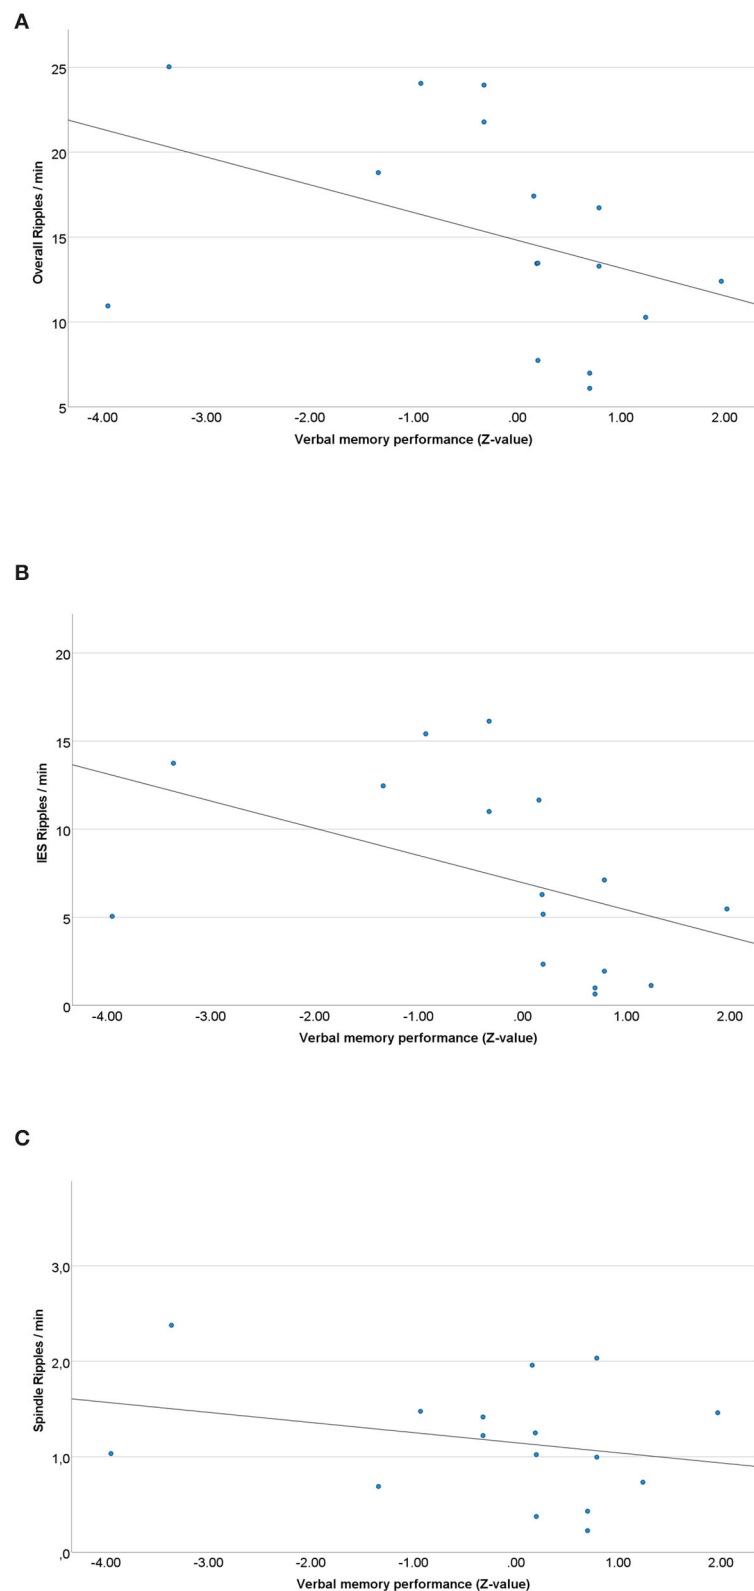 A
25
20
15
10
5
Overall Ripples / min
-4.00 -3.00 -2.00 -1.00 .00 1.00 2.00
Verbal memory performance (Z-value)
B
20
15
10
5
0
IES Ripples / min
-4.00 -3.00 -2.00 -1.00 .00 1.00 2.00
Verbal memory performance (Z-value)
C
3,0
2,0
1,0
,0
Spindle Ripples / min
-4.00 -3.00 -2.00 -1.00 .00 1.00 2.00
Verbal memory performance (Z-value)